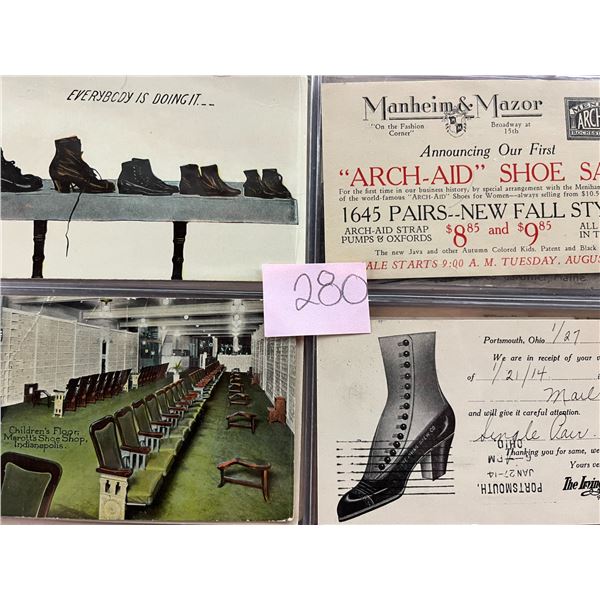 EVERYBODY IS DOING IT...
Manheim & Mazor
"On the Fashion Corner"
Broadway at 15th
ARCH
Announcing Our First
"ARCH-AID" SHOE SA
For the first time in our business history, by special arrangement with the Menihan
of the world-famous "ARCH-AID" Shoes for Women—always selling from $10.5
1645 PAIRS--NEW FALL STY
ARCH-AID STRAP PUMPS & OXFORDS
$8.85 and $9.85
ALL
IN T
The new Java and other Autumn Colored Kids, Patent and Black
ALE STARTS 9:00 A. M. TUESDAY, AUGUS
280
Children's Floor,
Marott's Shoe Shop,
Indianapolis.
Portsmouth, Ohio 1/27
We are in receipt of your v
of 1/21/14
Mail
and will give it careful attention.
Single Pair
Thanking you for same, we
Yours ve
The Irving
PORTSMOUTH,
JAN 27-14
OHIO